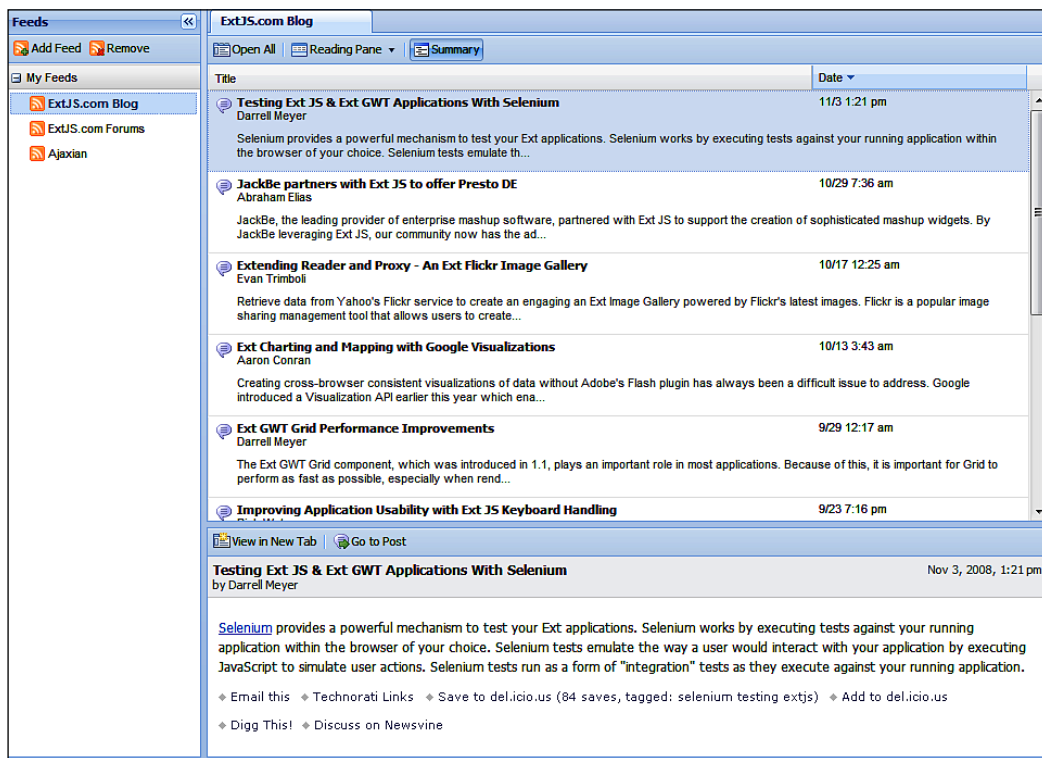 Feeds
Add Feed Remove
My Feeds
ExtJS.com Blog
ExtJS.com Forums
Ajaxian
ExtJS.com Blog
Open All Reading Pane Summary
Title Date
Testing Ext JS & Ext GWT Applications With Selenium 11/3 1:21 pm
Darrell Meyer
Selenium provides a powerful mechanism to test your Ext applications. Selenium works by executing tests against your running application within
the browser of your choice. Selenium tests emulate th...
JackBe partners with Ext JS to offer Presto DE 10/29 7:36 am
Abraham Elias
JackBe, the leading provider of enterprise mashup software, partnered with Ext JS to support the creation of sophisticated mashup widgets. By
JackBe leveraging Ext JS, our community now has the ad...
Extending Reader and Proxy - An Ext Flickr Image Gallery 10/17 12:25 am
Evan Trimboli
Retrieve data from Yahoo's Flickr service to create an engaging an Ext Image Gallery powered by Flickr's latest images. Flickr is a popular image
sharing management tool that allows users to create...
Ext Charting and Mapping with Google Visualizations 10/13 3:43 am
Aaron Conran
Creating cross-browser consistent visualizations of data without Adobe's Flash plugin has always been a difficult issue to address. Google
introduced a Visualization API earlier this year which ena...
Ext GWT Grid Performance Improvements 9/29 12:17 am
Darrell Meyer
The Ext GWT Grid component, which was introduced in 1.1, plays an important role in most applications. Because of this, it is important for Grid to
perform as fast as possible, especially when rend...
Improving Application Usability with Ext JS Keyboard Handling 9/23 7:16 pm
View in New Tab Go to Post
Testing Ext JS & Ext GWT Applications With Selenium Nov 3, 2008, 1:21 pm
by Darrell Meyer
Selenium provides a powerful mechanism to test your Ext applications. Selenium works by executing tests against your running
application within the browser of your choice. Selenium tests emulate the way a user would interact with your application by executing
JavaScript to simulate user actions. Selenium tests run as a form of "integration" tests as they execute against your running application.
Email this Technorati Links Save to del.icio.us (84 saves, tagged: selenium testing extjs) Add to del.icio.us
Digg This! Discuss on Newsvine